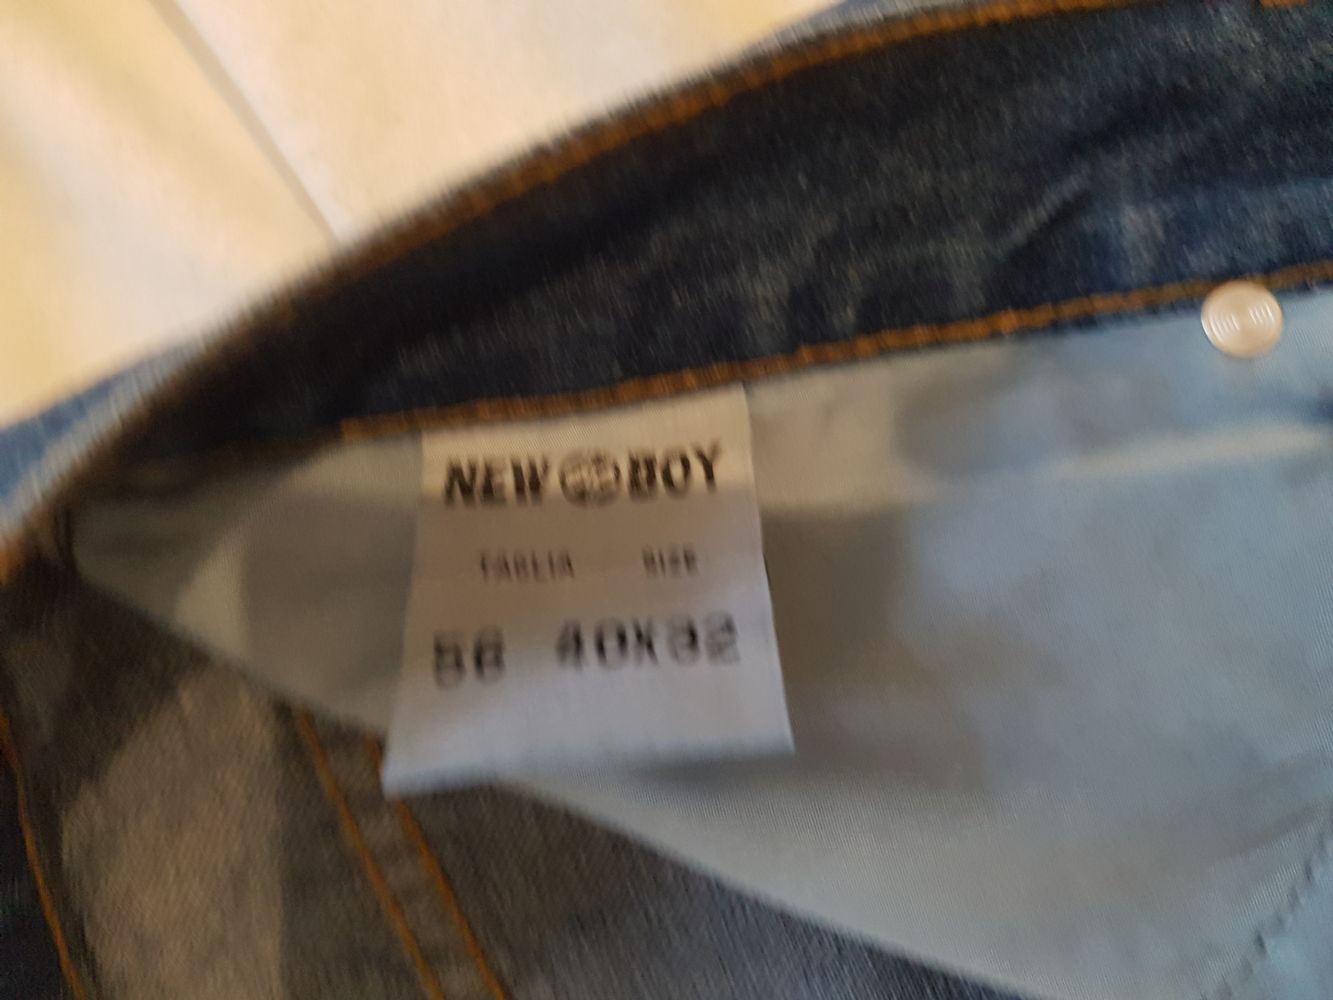 NEW BOY
TAGLIA SIZE
56 40X32